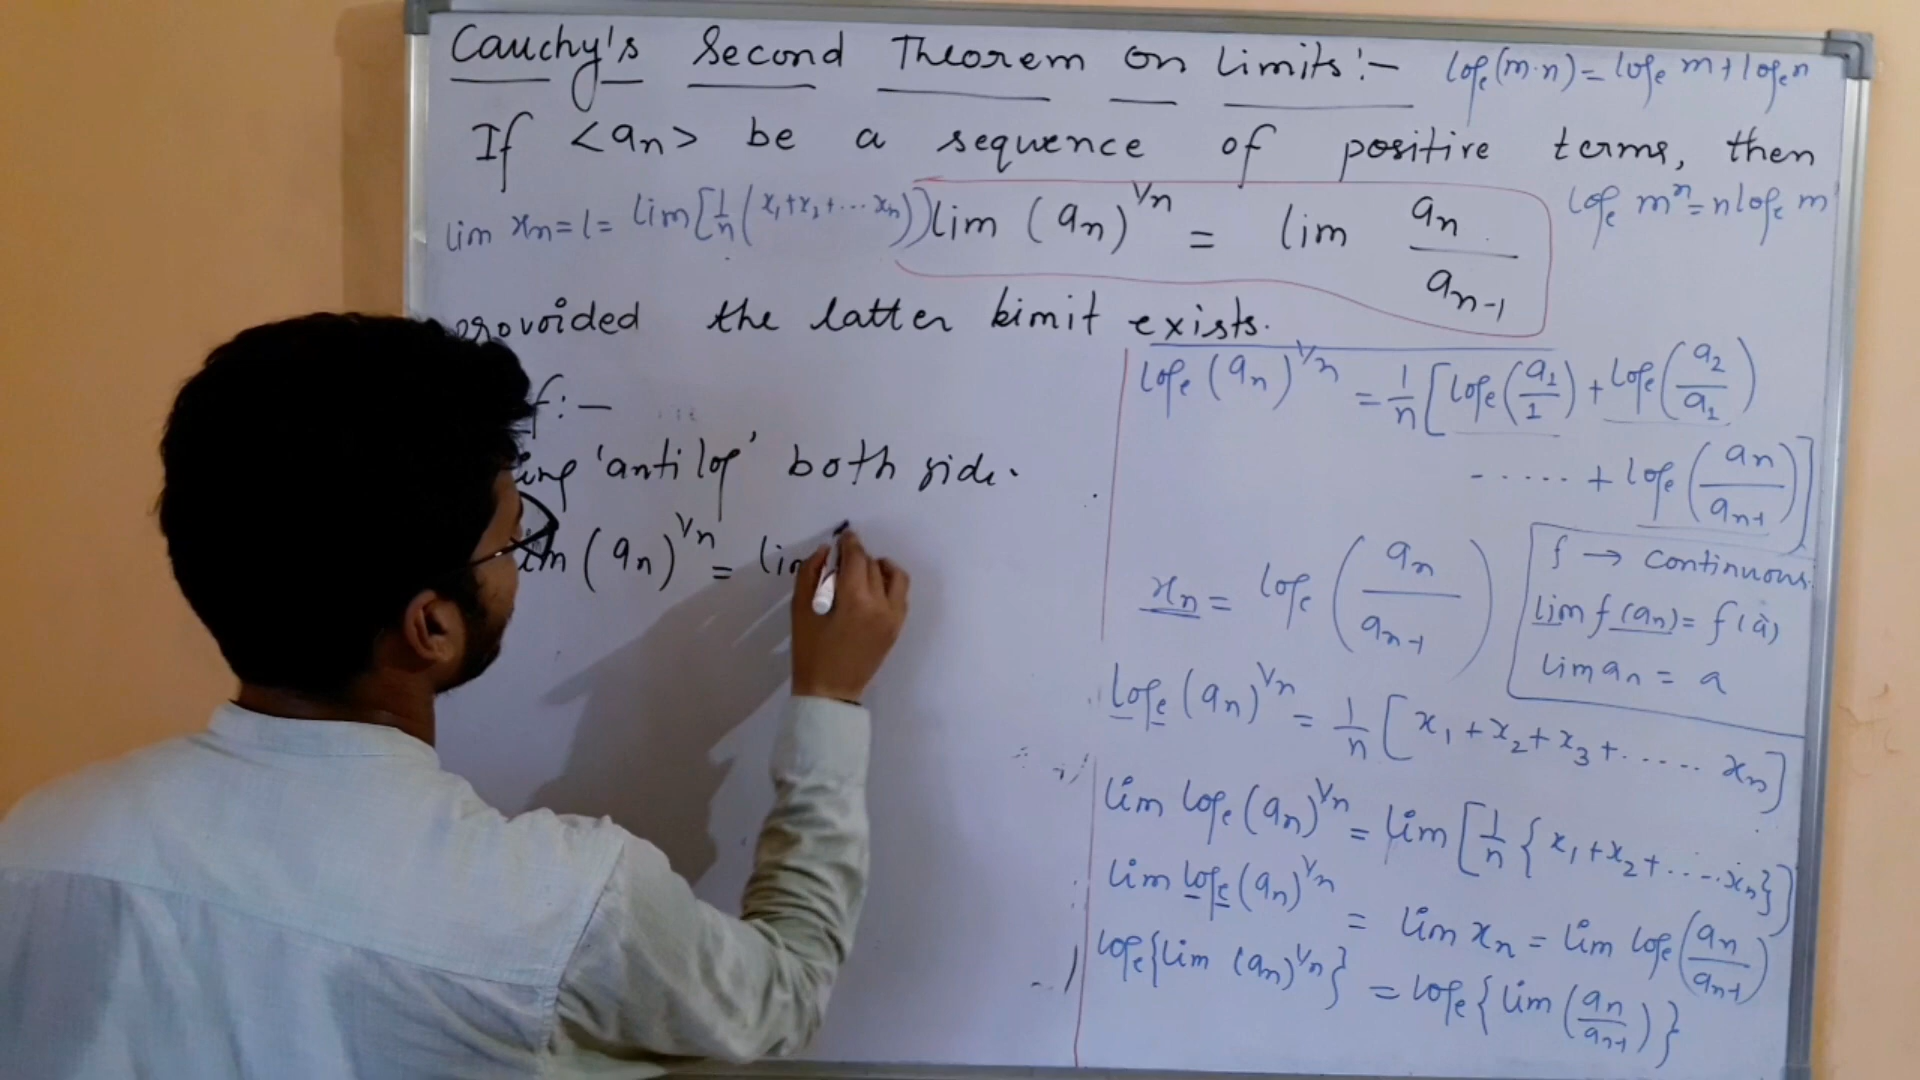 Cauchy's Second Theorem on Limits:-
logₑ(m·n) = logₑ m + logₑ n
If <aₙ> be a sequence of positive terms, then
logₑ mⁿ = n logₑ m
lim xₙ = l = lim [1/n (x₁+x₂+...xₙ))
lim (aₙ)^1/n = lim aₙ/aₙ₋₁
provoided the latter limit exists.
f:-
ing 'antilog' both side.
(aₙ)^1/n =
logₑ (aₙ)^1/n = 1/n [logₑ (a₁/1) + logₑ (a₂/a₁)
...... + logₑ (aₙ/aₙ₋₁)]
xₙ = logₑ (aₙ/aₙ₋₁)
f → continuous.
lim f(aₙ) = f(a)
lim aₙ = a
logₑ (aₙ)^1/n = 1/n [x₁+x₂+x₃+..... xₙ]
lim logₑ (aₙ)^1/n = lim [1/n {x₁+x₂+.....xₙ})
lim logₑ (aₙ)^1/n = lim xₙ = lim logₑ (aₙ/aₙ₋₁)
logₑ{lim (aₙ)^1/n} = logₑ {lim (aₙ/aₙ₋₁)}